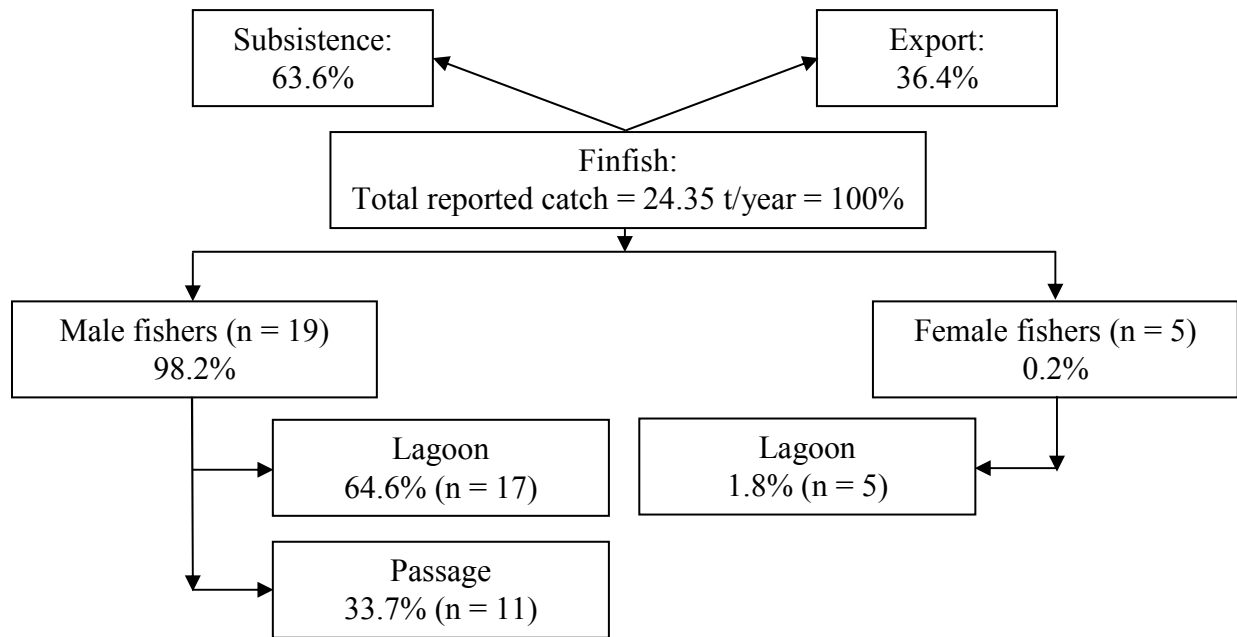 Subsistence:
63.6%
Export:
36.4%
Finfish:
Total reported catch = 24.35 t/year = 100%
Male fishers (n = 19)
98.2%
Female fishers (n = 5)
0.2%
Lagoon
64.6% (n = 17)
Lagoon
1.8% (n = 5)
Passage
33.7% (n = 11)